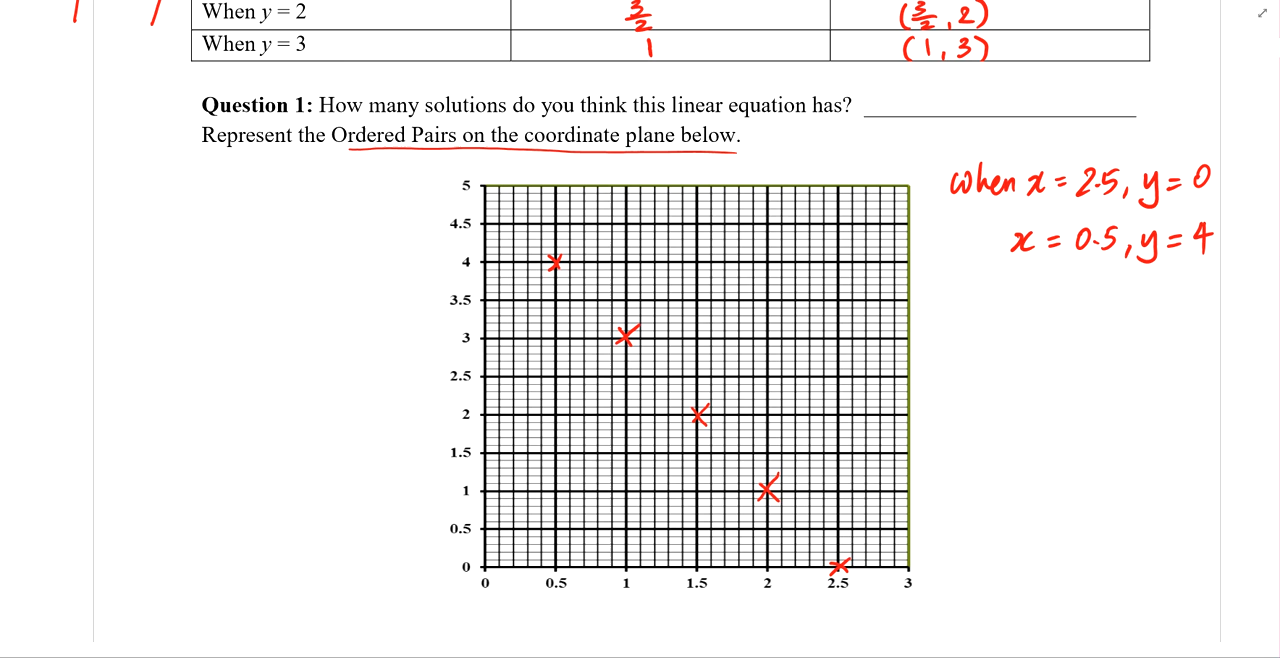 When y = 2 3/2 (3/2, 2)
When y = 3 1 (1, 3)
Question 1: How many solutions do you think this linear equation has? ____________________
Represent the Ordered Pairs on the coordinate plane below.
when x = 2.5, y = 0
x = 0.5, y = 4
5
4.5
4
3.5
3
2.5
2
1.5
1
0.5
0
0 0.5 1 1.5 2 2.5 3